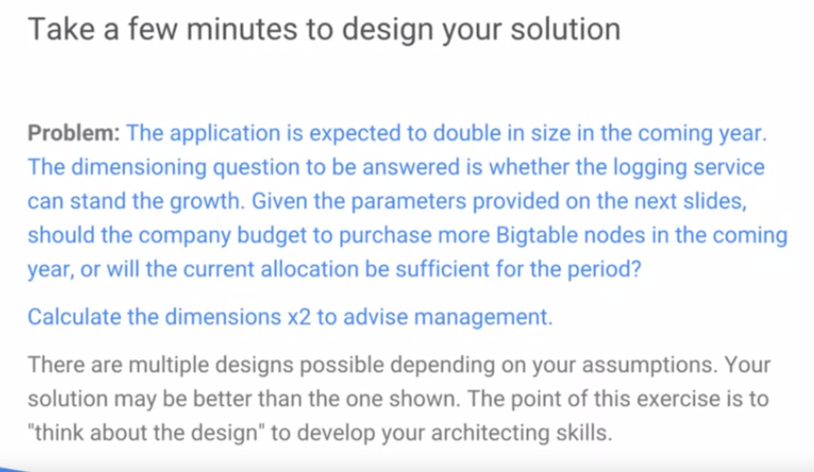 Take a few minutes to design your solution
Problem: The application is expected to double in size in the coming year.
The dimensioning question to be answered is whether the logging service
can stand the growth. Given the parameters provided on the next slides,
should the company budget to purchase more Bigtable nodes in the coming
year, or will the current allocation be sufficient for the period?
Calculate the dimensions x2 to advise management.
There are multiple designs possible depending on your assumptions. Your
solution may be better than the one shown. The point of this exercise is to
"think about the design" to develop your architecting skills.